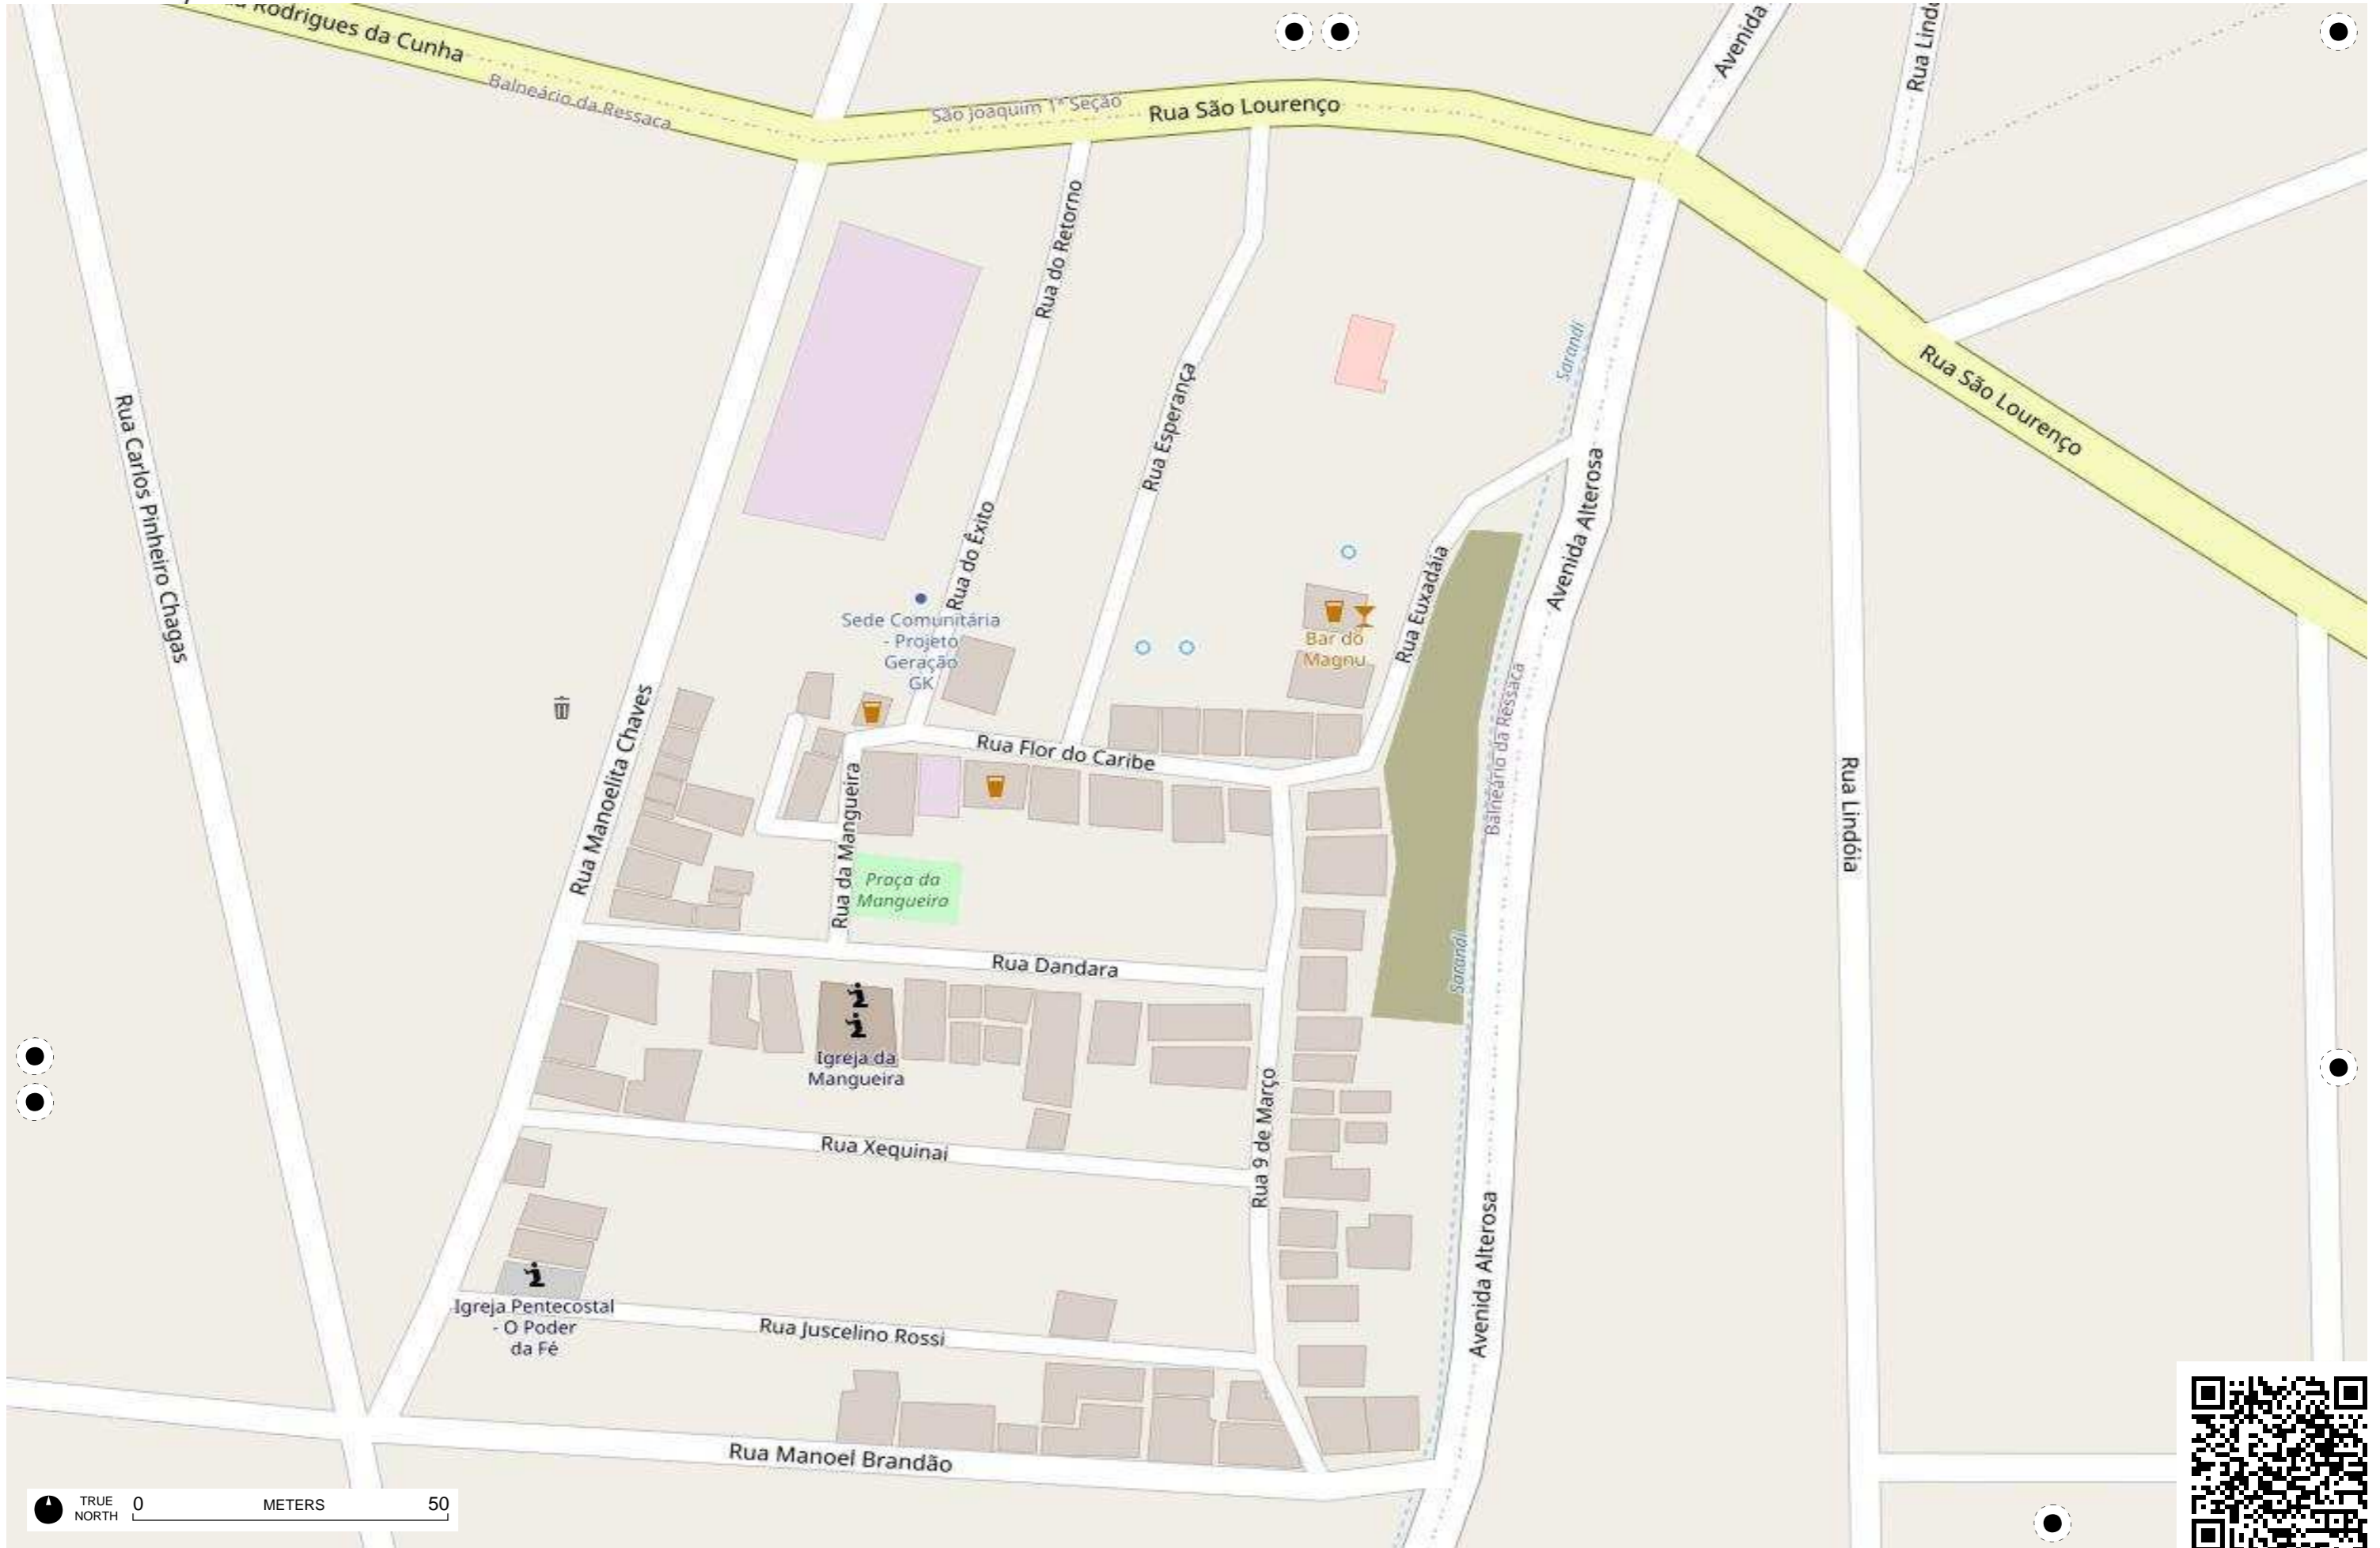 Rodrigues da Cunha
Balneário da Ressaca
São Joaquim 1ª Seção
Rua São Lourenço
Avenida
Rua Lind
Rua do Retorno
Rua Esperança
Sarandi
Rua São Lourenço
Rua Carlos Pinheiro Chagas
Rua do Êxito
Avenida Alterosa
Rua Euxadáia
Sede Comunitária
- Projeto
Geração
GK
Bar do
Magnu
Rua Manoelita Chaves
Rua Flor do Caribe
Rua da Mangueira
Balneário da Ressaca
Rua Lindóia
Praça da
Mangueira
Rua Dandara
Sarandi
Igreja da
Mangueira
Rua 9 de Março
Rua Xequinaí
Avenida Alterosa
Igreja Pentecostal
- O Poder
da Fé
Rua Juscelino Rossi
Rua Manoel Brandão
TRUE
NORTH
0 METERS 50